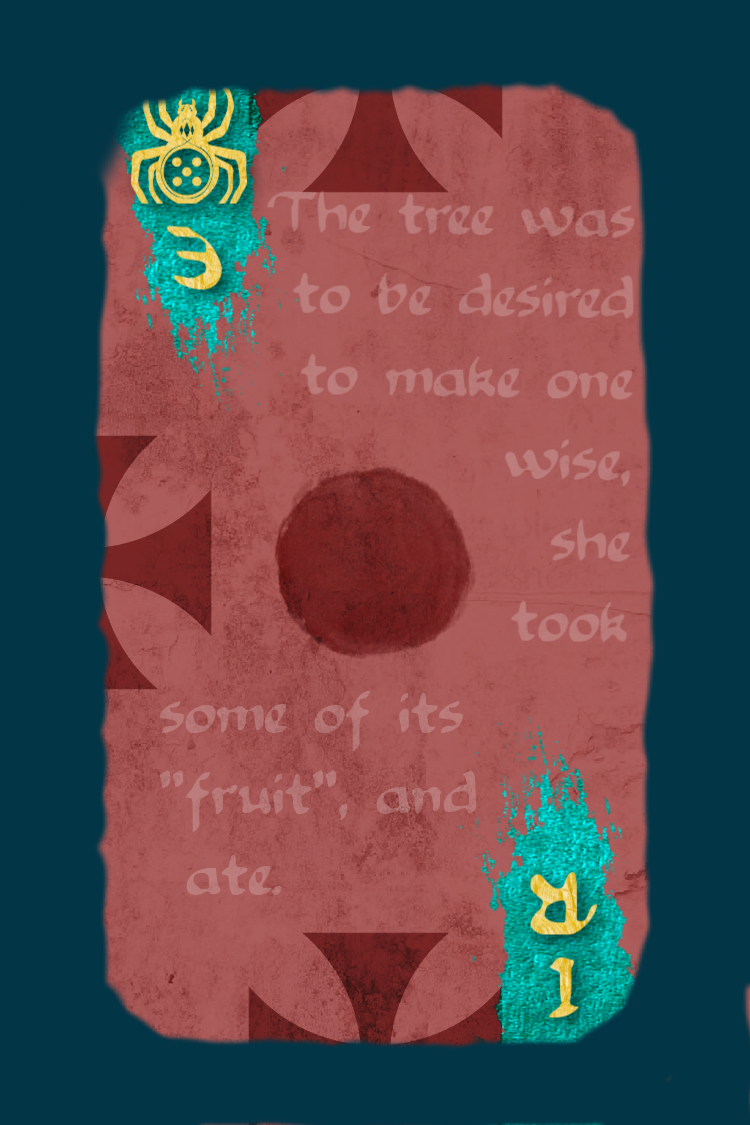 The tree was
to be desired
to make one
wise,
she
took
some of its
"fruit", and
ate.